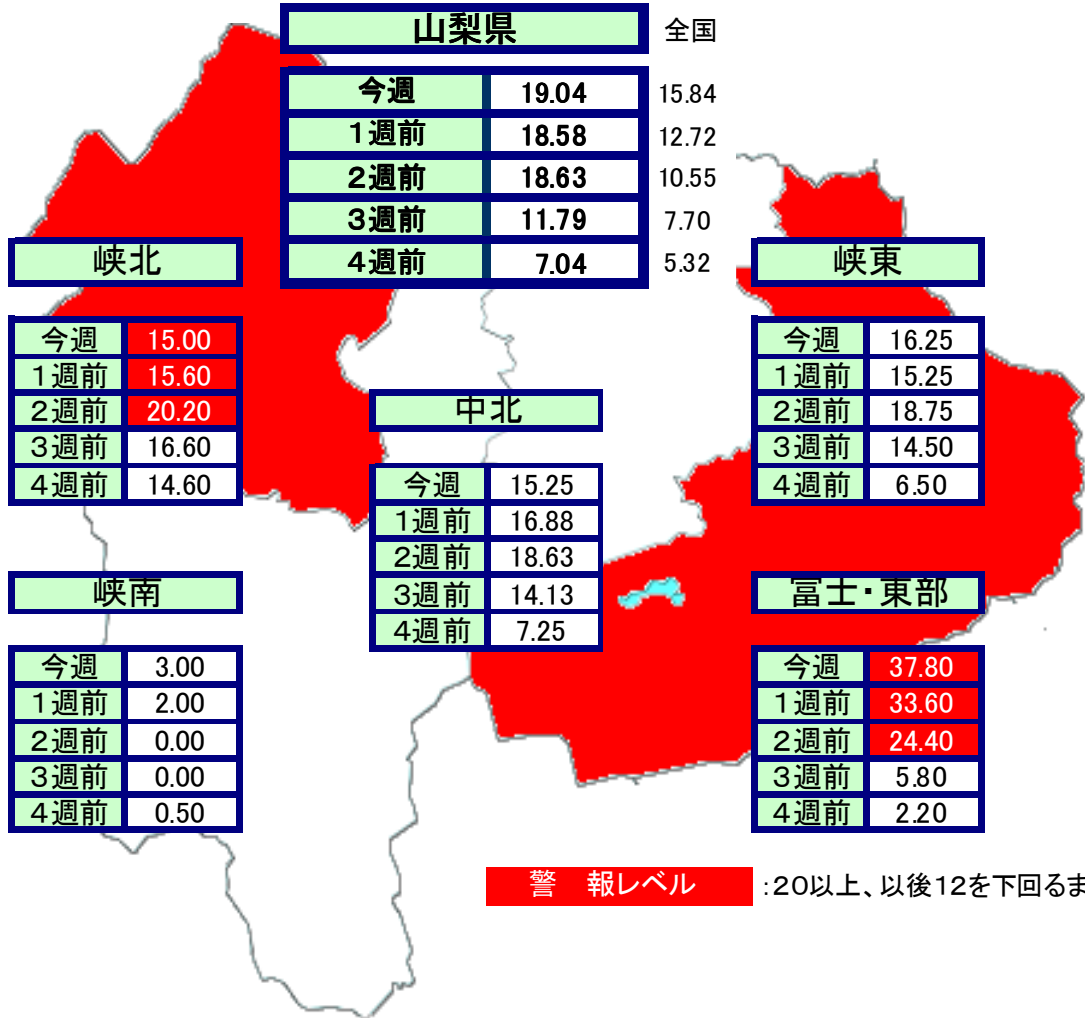 山梨県 全国
今週 19.04 15.84
1週前 18.58 12.72
2週前 18.63 10.55
3週前 11.79 7.70
4週前 7.04 5.32
峡北
今週 15.00
1週前 15.60
2週前 20.20
3週前 16.60
4週前 14.60
峡東
今週 16.25
1週前 15.25
2週前 18.75
3週前 14.50
4週前 6.50
中北
今週 15.25
1週前 16.88
2週前 18.63
3週前 14.13
4週前 7.25
峡南
今週 3.00
1週前 2.00
2週前 0.00
3週前 0.00
4週前 0.50
富士・東部
今週 37.80
1週前 33.60
2週前 24.40
3週前 5.80
4週前 2.20
警 報レベル :20以上、以後12を下回るま